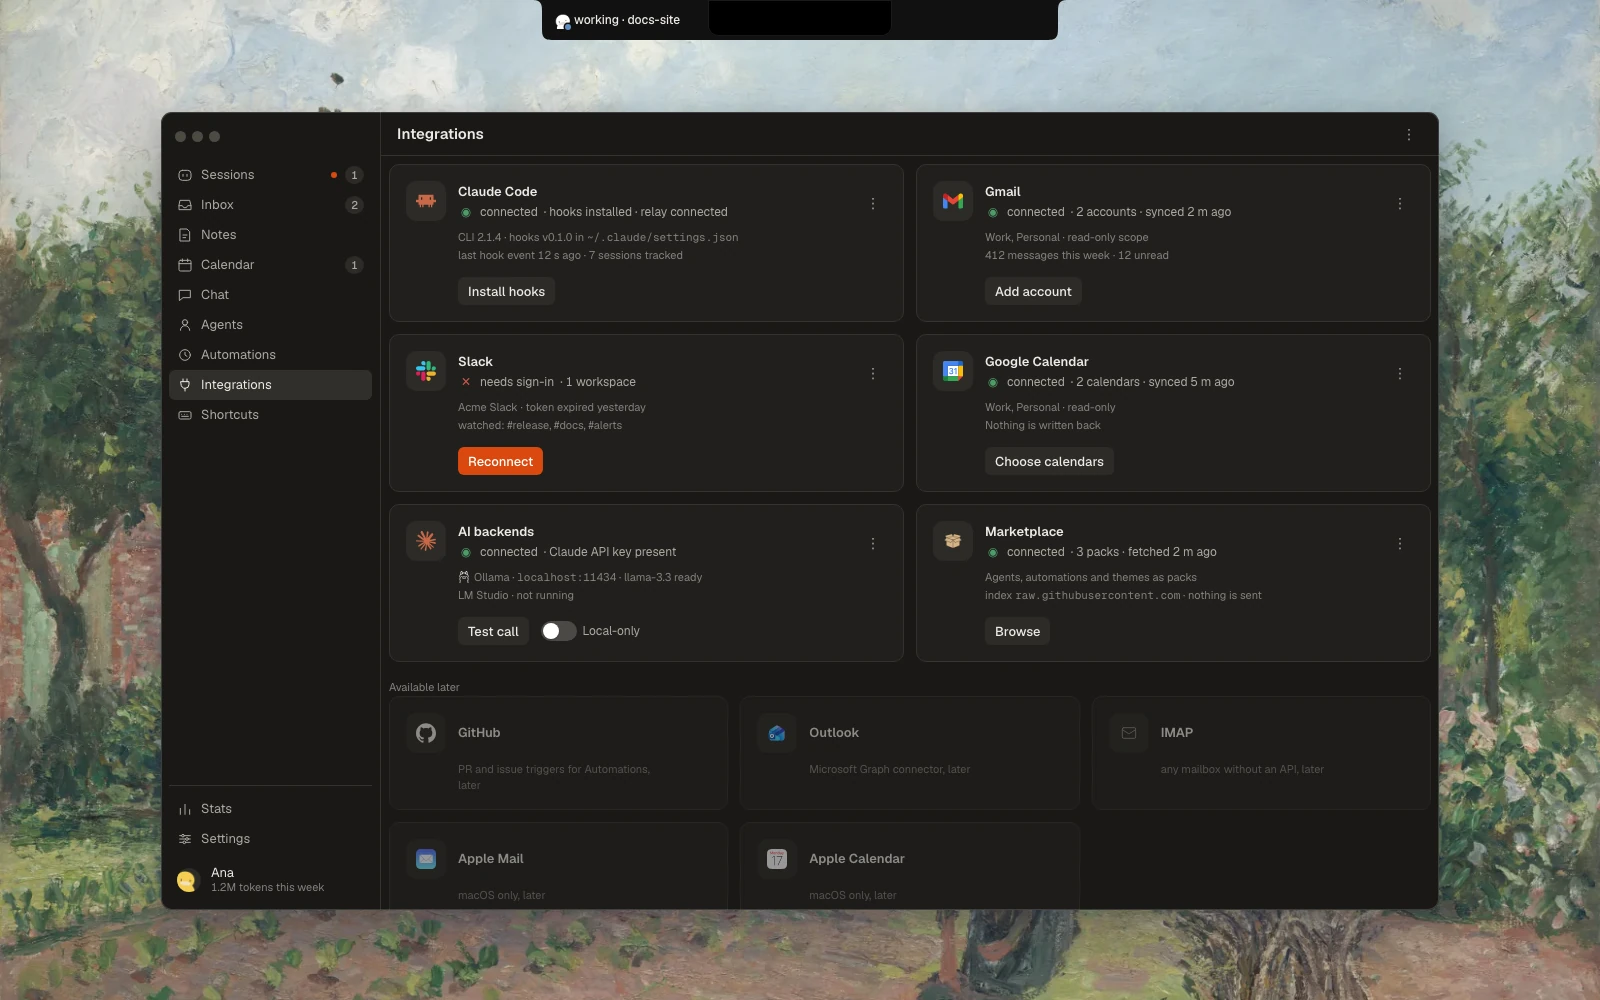 working · docs-site
Integrations
Sessions
1
Inbox
2
Notes
Calendar
1
Chat
Agents
Automations
Integrations
Shortcuts
Stats
Settings
Ana
1.2M tokens this week
Claude Code
connected · hooks installed · relay connected
CLI 2.1.4 · hooks v0.1.0 in ~/.claude/settings.json
last hook event 12 s ago · 7 sessions tracked
Install hooks
Gmail
connected · 2 accounts · synced 2 m ago
Work, Personal · read-only scope
412 messages this week · 12 unread
Add account
Slack
needs sign-in · 1 workspace
Acme Slack · token expired yesterday
watched: #release, #docs, #alerts
Reconnect
Google Calendar
31
connected · 2 calendars · synced 5 m ago
Work, Personal · read-only
Nothing is written back
Choose calendars
AI backends
connected · Claude API key present
Ollama · localhost:11434 · llama-3.3 ready
LM Studio · not running
Test call
Local-only
Marketplace
connected · 3 packs · fetched 2 m ago
Agents, automations and themes as packs
index raw.githubusercontent.com · nothing is sent
Browse
Available later
GitHub
PR and issue triggers for Automations,
later
Outlook
Microsoft Graph connector, later
IMAP
any mailbox without an API, later
Apple Mail
macOS only, later
Apple Calendar
17
macOS only, later